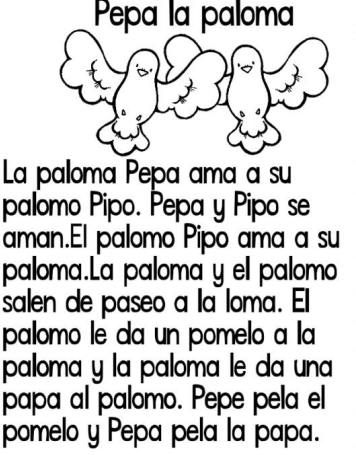 Pepa la paloma
La paloma Pepa ama a su
palomo Pipo. Pepa y Pipo se
aman.El palomo Pipo ama a su
paloma.La paloma y el palomo
salen de paseo a la loma. El
palomo le da un pomelo a la
paloma y la paloma le da una
papa al palomo. Pepe pela el
pomelo y Pepa pela la papa.